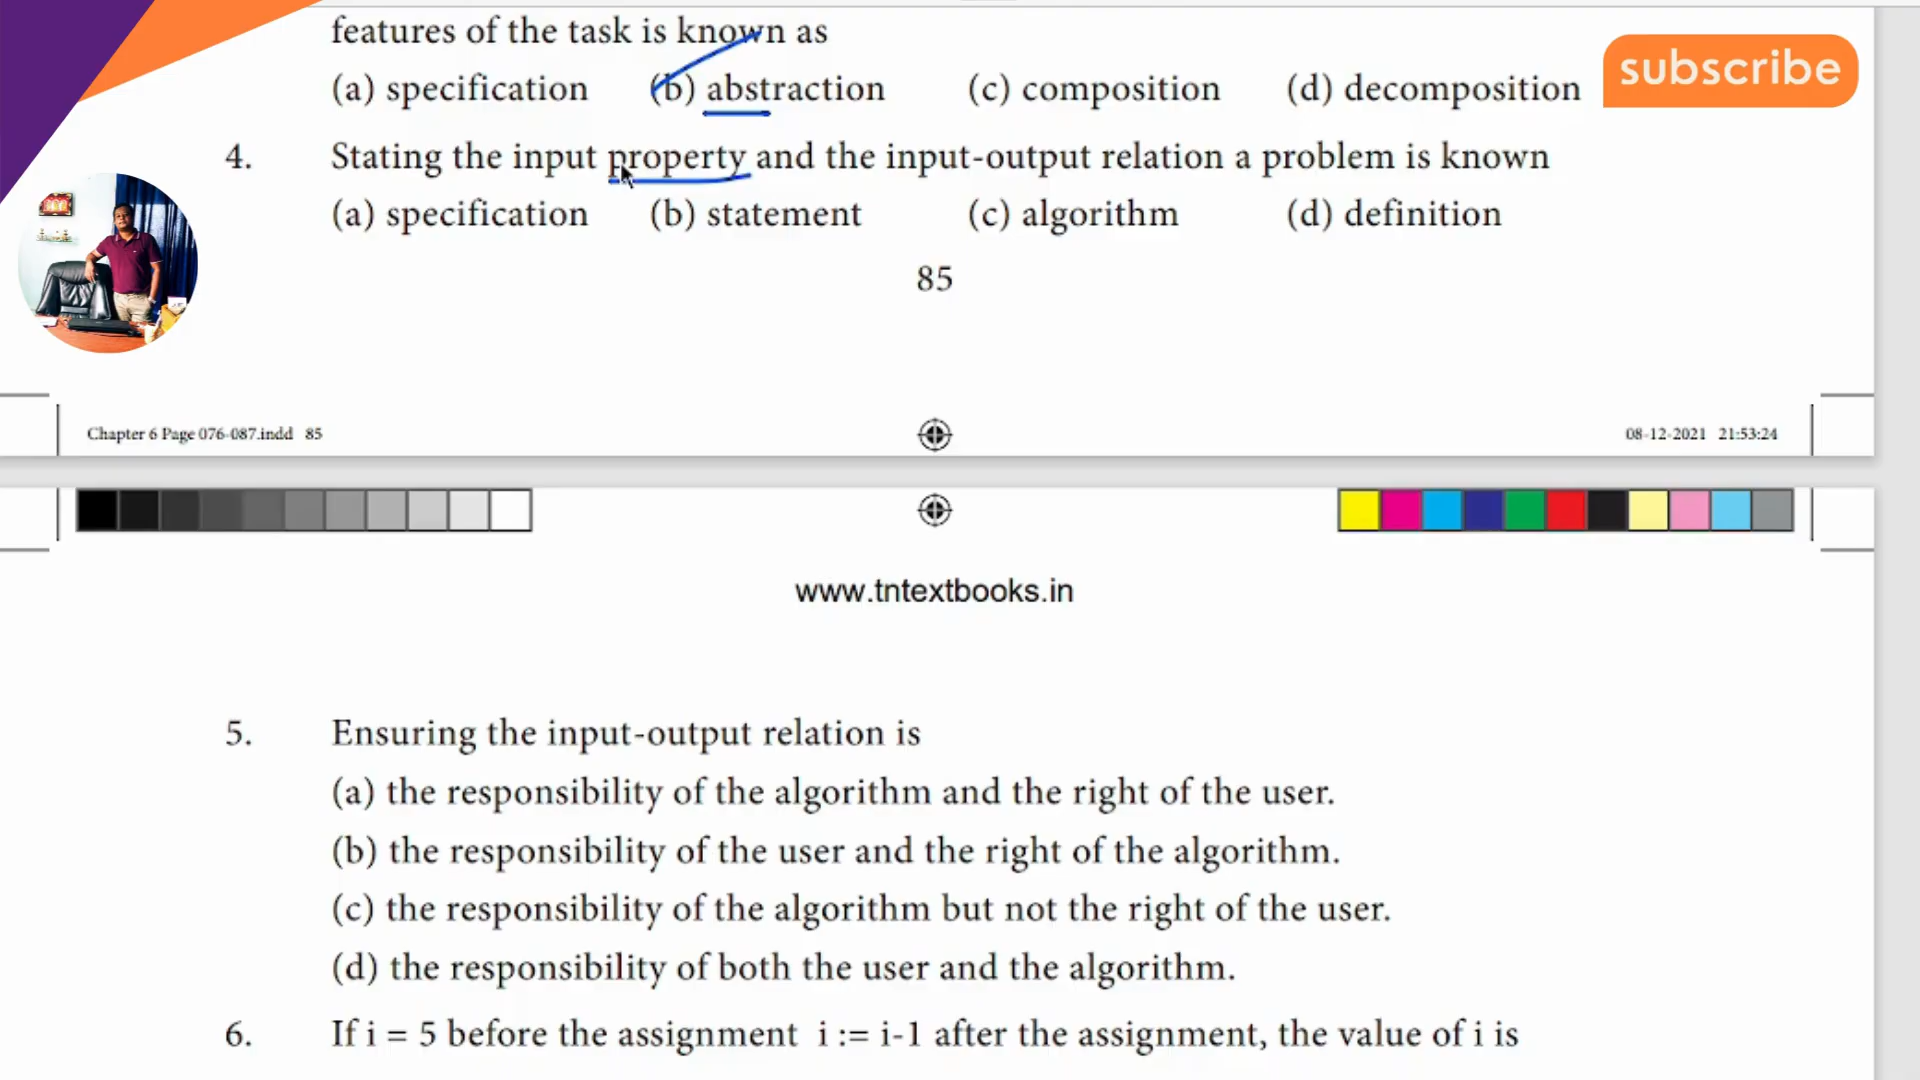 features of the task is known as
subscribe
(a) specification (b) abstraction (c) composition (d) decomposition
4. Stating the input property and the input-output relation a problem is known
(a) specification (b) statement (c) algorithm (d) definition
85
Chapter 6 Page 076-087.indd 85 08-12-2021 21:53:24
www.tntextbooks.in
5. Ensuring the input-output relation is
(a) the responsibility of the algorithm and the right of the user.
(b) the responsibility of the user and the right of the algorithm.
(c) the responsibility of the algorithm but not the right of the user.
(d) the responsibility of both the user and the algorithm.
6. If i = 5 before the assignment i := i-1 after the assignment, the value of i is